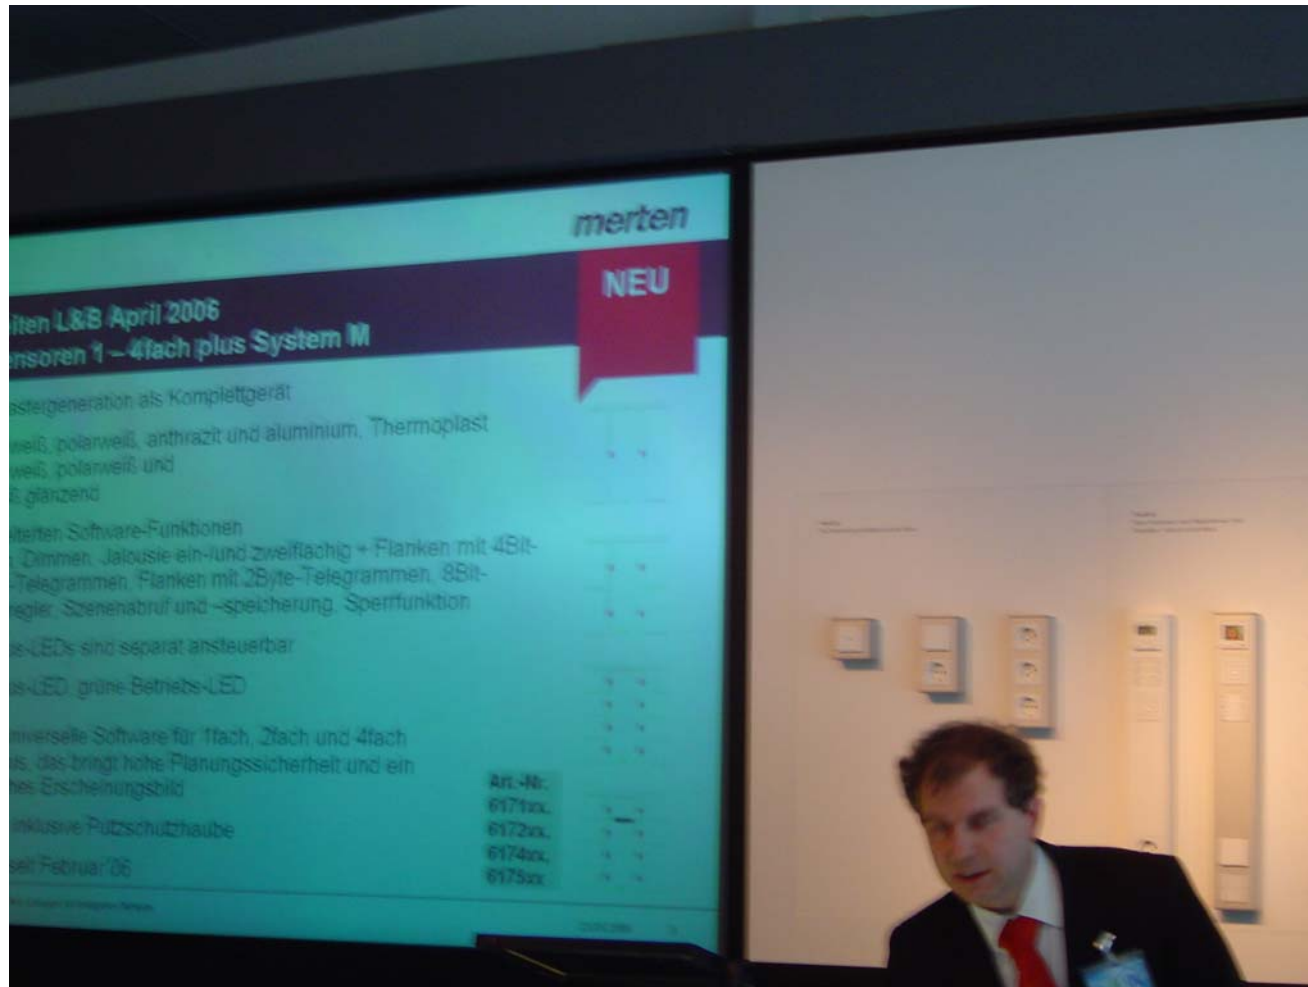 merten
NEU
iten L&B April 2006
ensoren 1 – 4fach plus System M
astergeneration als Komplettgerät
weiß, polarweiß, anthrazit und aluminium, Thermoplast
weiß, polarweiß und
glänzend
iterten Software-Funktionen
Dimmen, Jalousie ein-/und zweiflächig + Flanken mit 4Bit-
-Telegrammen, Flanken mit 2Byte-Telegrammen, 8Bit-
regler, Szenenabruf und –speicherung, Sperrfunktion
s-LEDs sind separat ansteuerbar
s-LED, grüne Betriebs-LED
niverselle Software für 1fach, 2fach und 4fach
is, das bringt hohe Planungssicherheit und ein
hes Erscheinungsbild
inklusive Putzschutzhaube
seit Februar '06
Art.-Nr.
6171xx,
6172xx,
6174xx,
6175xx